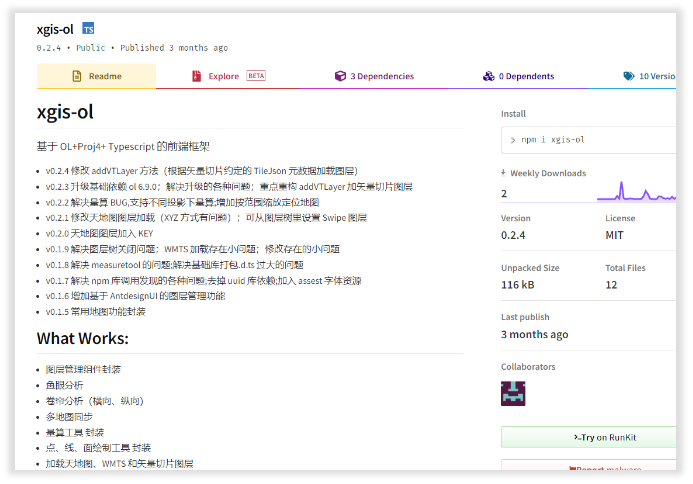 xgis-ol TS
0.2.4 • Public • Published 3 months ago
Readme
Explore BETA
3 Dependencies
0 Dependents
10 Versio
xgis-ol
基于 OL+Proj4+ Typescript 的前端框架
v0.2.4 修改 addVTLayer 方法（根据矢量切片约定的 TileJson 元数据加载图层）
v0.2.3 升级基础依赖 ol 6.9.0；解决升级的各种问题；重点重构 addVTLayer 加矢量切片图层
v0.2.2 解决量算 BUG,支持不同投影下量算;增加按范围缩放定位地图
v0.2.1 修改天地图图层加载（XYZ 方式有问题）；可从图层树里设置 Swipe 图层
v0.2.0 天地图图层加入 KEY
v0.1.9 解决图层树关闭问题；WMTS 加载存在小问题；修改存在的小问题
v0.1.8 解决 measuretool 的问题;解决基础库打包.d.ts 过大的问题
v0.1.7 解决 npm 库调用发现的各种问题;去掉 uuid 库依赖;加入 assest 字体资源
v0.1.6 增加基于 AntdesignUI 的图层管理功能
v0.1.5 常用地图功能封装
What Works:
图层管理组件封装
鱼眼分析
卷帘分析（横向、纵向）
多地图同步
量算工具 封装
点、线、面绘制工具 封装
加载天地图、WMTS 和矢量切片图层
Install
> npm i xgis-ol
Weekly Downloads
2
Version
License
0.2.4
MIT
Unpacked Size
Total Files
116 kB
12
Last publish
3 months ago
Collaborators
Try on RunKit
Report malware